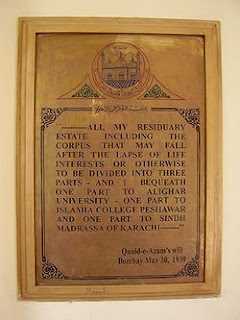 "---------ALL MY RESIDUARY
ESTATE INCLUDING THE
CORPUS THAT MAY FALL
AFTER THE LAPSE OF LIFE
INTERESTS OR OTHERWISE
TO BE DIVIDED INTO THREE
PARTS - AND I BEQUEATH
ONE PART TO ALIGHAR
UNIVERSITY - ONE PART TO
ISLAMIA COLLEGE PESHAWAR
AND ONE PART TO SINDH
MADRASSA OF KARACHI------"
Quaid-e-Azam's will
Bombay May 30, 1939